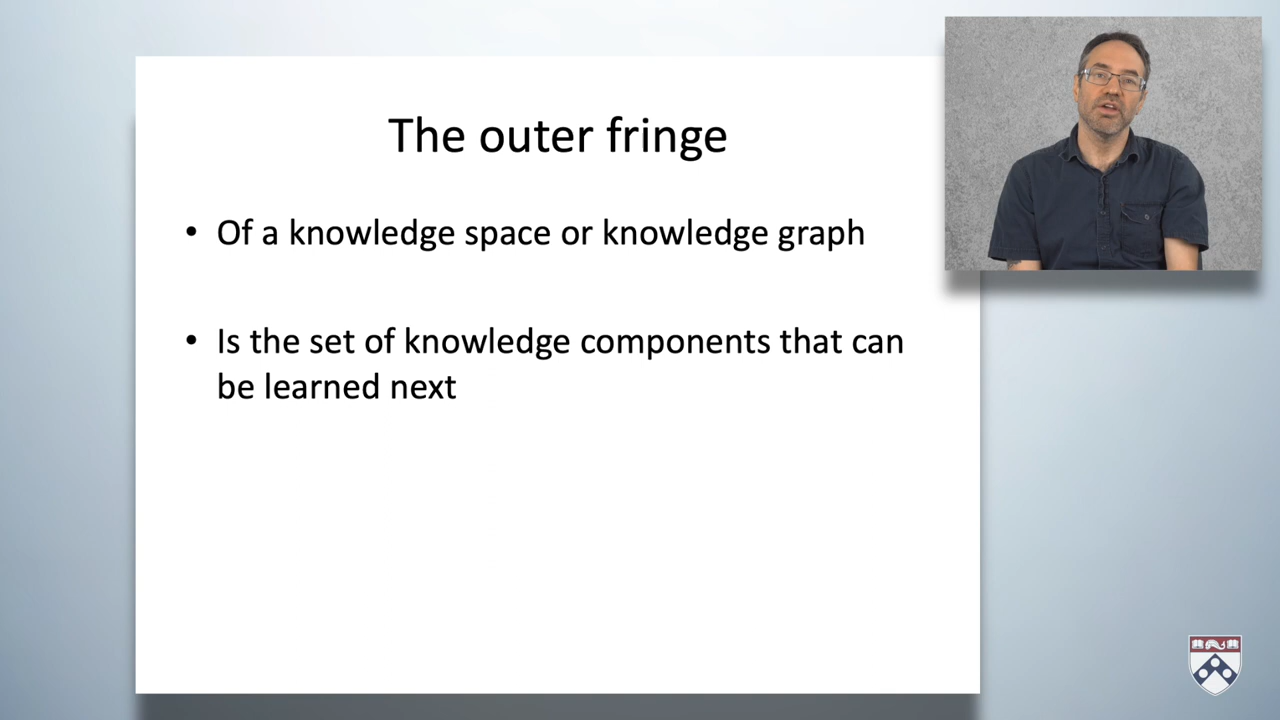 The outer fringe
• Of a knowledge space or knowledge graph
• Is the set of knowledge components that can
be learned next